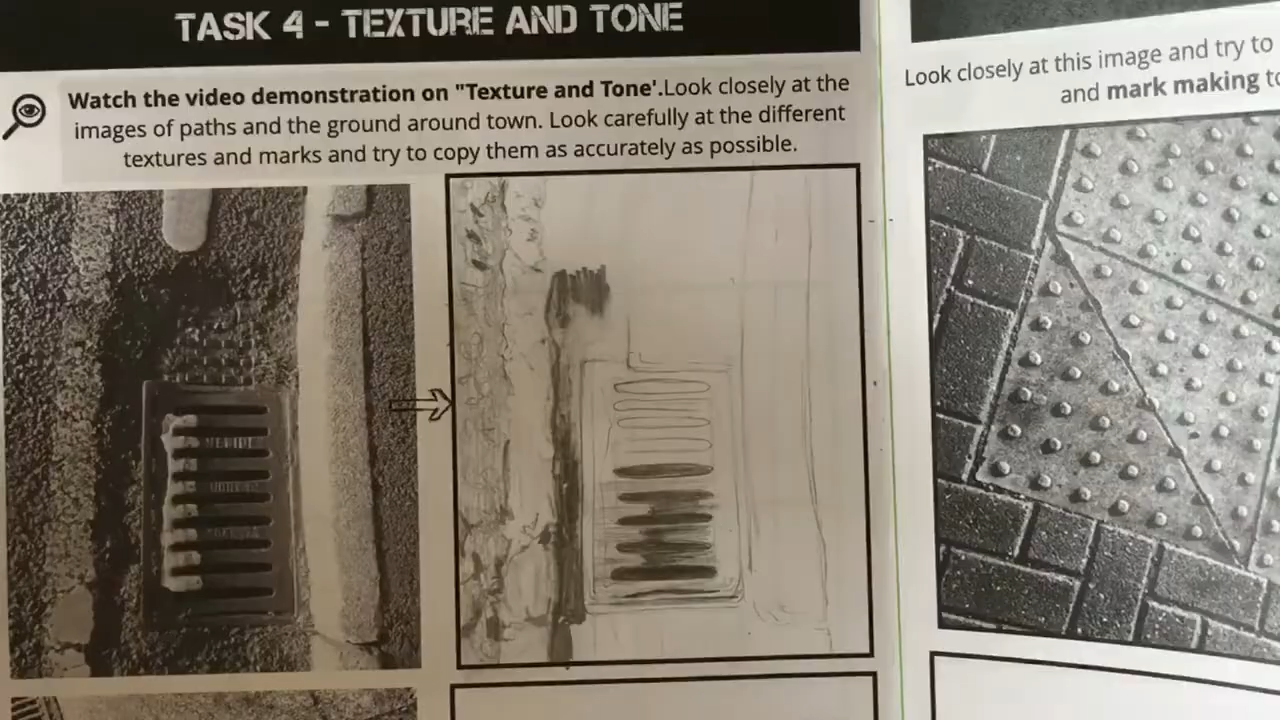 TASK 4 - TEXTURE AND TONE
Watch the video demonstration on "Texture and Tone'.Look closely at the
images of paths and the ground around town. Look carefully at the different
textures and marks and try to copy them as accurately as possible.
Look closely at this image and try to
and mark making to